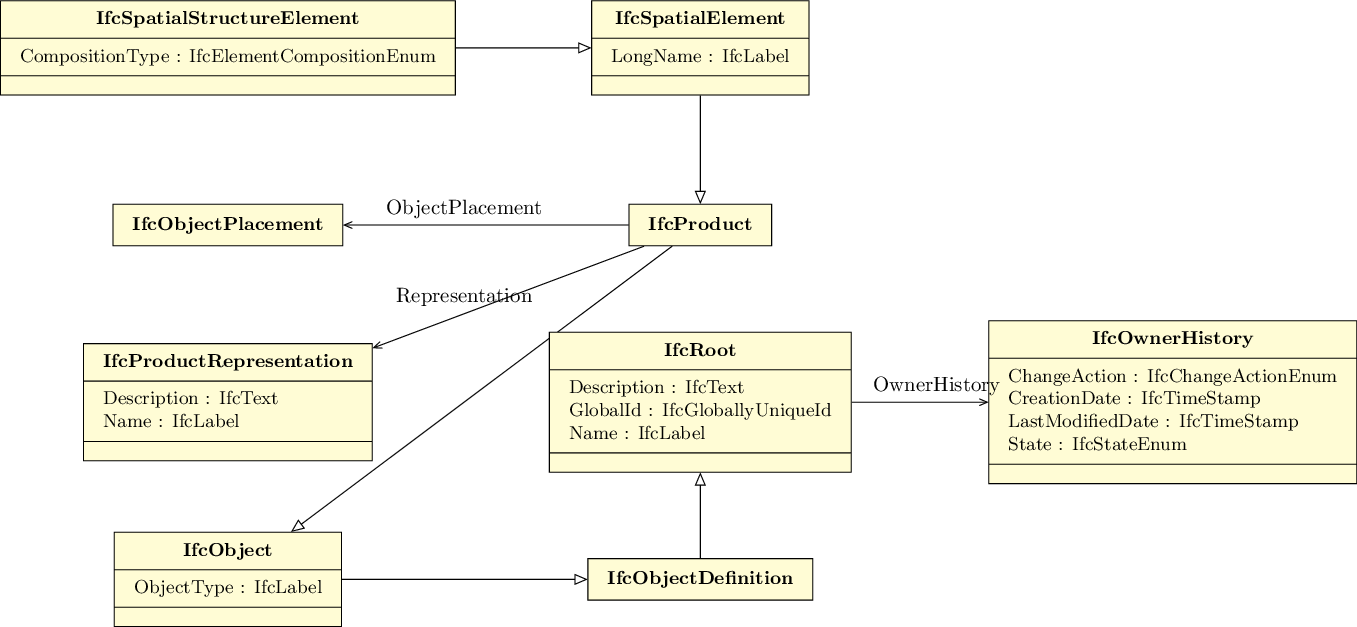 IfcSpatialStructureElement
CompositionType : IfcElementCompositionEnum
IfcSpatialElement
LongName : IfcLabel
IfcObjectPlacement
ObjectPlacement
IfcProduct
Representation
IfcProductRepresentation
Description : IfcText
Name : IfcLabel
IfcRoot
Description : IfcText
GlobalId : IfcGloballyUniqueId
Name : IfcLabel
OwnerHistory
IfcOwnerHistory
ChangeAction : IfcChangeActionEnum
CreationDate : IfcTimeStamp
LastModifiedDate : IfcTimeStamp
State : IfcStateEnum
IfcObject
ObjectType : IfcLabel
IfcObjectDefinition